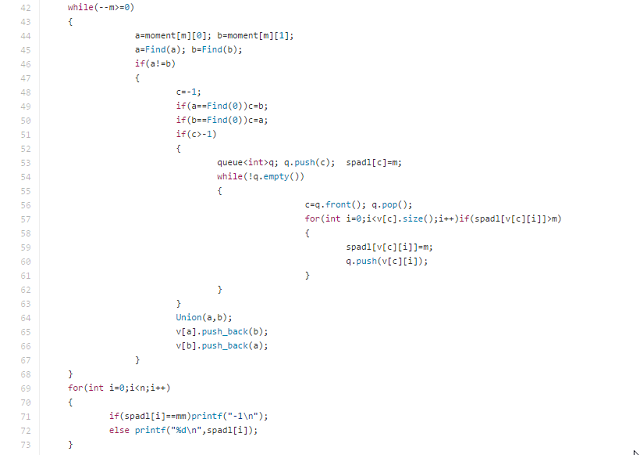 42 while(--m>=0)
43 {
44 a=moment[m][0]; b=moment[m][1];
45 a=Find(a); b=Find(b);
46 if(a!=b)
47 {
48 c=-1;
49 if(a==Find(0))c=b;
50 if(b==Find(0))c=a;
51 if(c>-1)
52 {
53 queue<int>q; q.push(c); spadl[c]=m;
54 while(!q.empty())
55 {
56 c=q.front(); q.pop();
57 for(int i=0;i<v[c].size();i++)if(spadl[v[c][i]]>m)
58 {
59 spadl[v[c][i]]=m;
60 q.push(v[c][i]);
61 }
62 }
63 }
64 Union(a,b);
65 v[a].push_back(b);
66 v[b].push_back(a);
67 }
68 }
69 for(int i=0;i<n;i++)
70 {
71 if(spadl[i]==mm)printf("-1\n");
72 else printf("%d\n",spadl[i]);
73 }